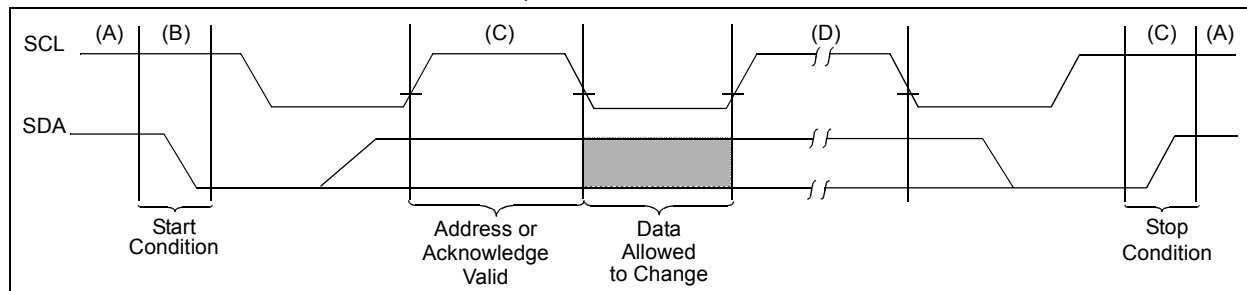 (A) (B) (C) (D) (C) (A)
SCL
SDA
Start
Condition
Address or
Acknowledge
Valid
Data
Allowed
to Change
Stop
Condition